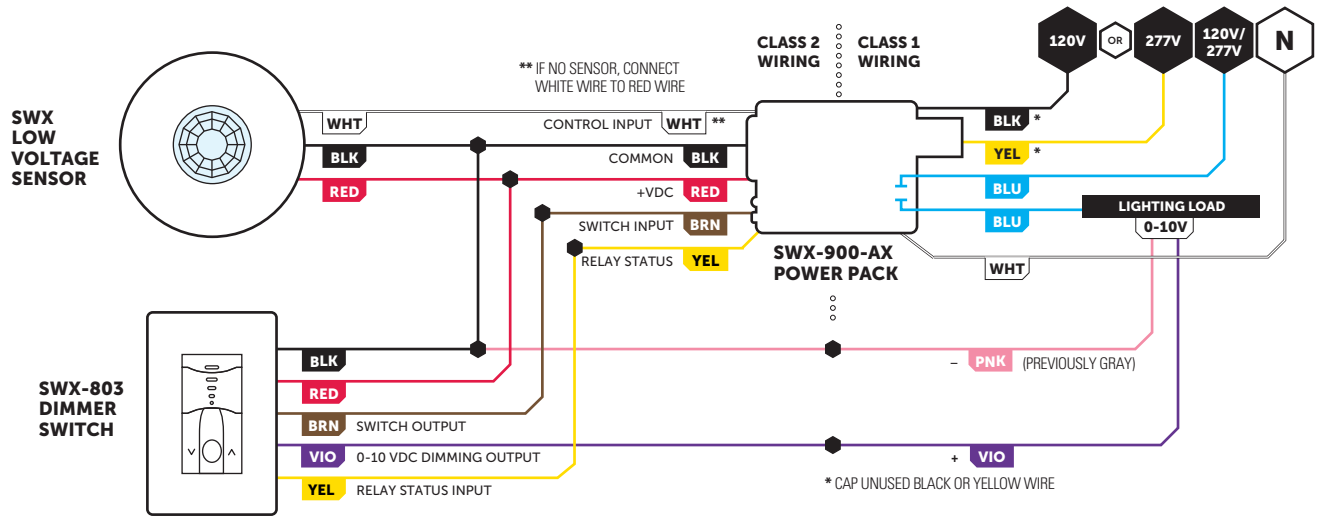 CLASS 2
WIRING
CLASS 1
WIRING
120V
OR
277V
120V/
277V
N
** IF NO SENSOR, CONNECT
WHITE WIRE TO RED WIRE
SWX
LOW
VOLTAGE
SENSOR
WHT
CONTROL INPUT
WHT **
BLK
COMMON
BLK
RED
+VDC
RED
SWITCH INPUT
BRN
RELAY STATUS
YEL
BLK *
YEL *
BLU
BLU
LIGHTING LOAD
0-10V
WHT
SWX-900-AX
POWER PACK
SWX-803
DIMMER
SWITCH
BLK
RED
BRN SWITCH OUTPUT
VIO 0-10 VDC DIMMING OUTPUT
YEL RELAY STATUS INPUT
– PNK (PREVIOUSLY GRAY)
+ VIO
* CAP UNUSED BLACK OR YELLOW WIRE